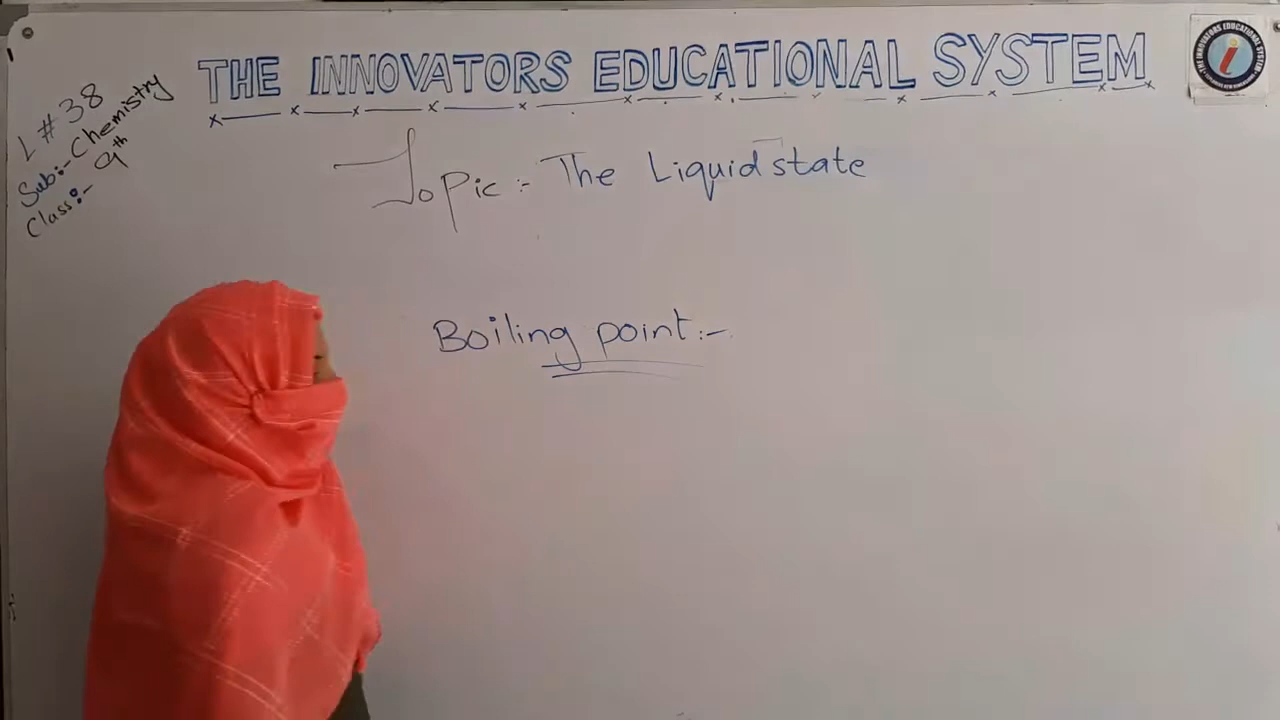 THE INNOVATORS EDUCATIONAL SYSTEM
L # 38
Sub:- Chemistry
Class:- 9th
Topic:- The Liquid state
Boiling point:-